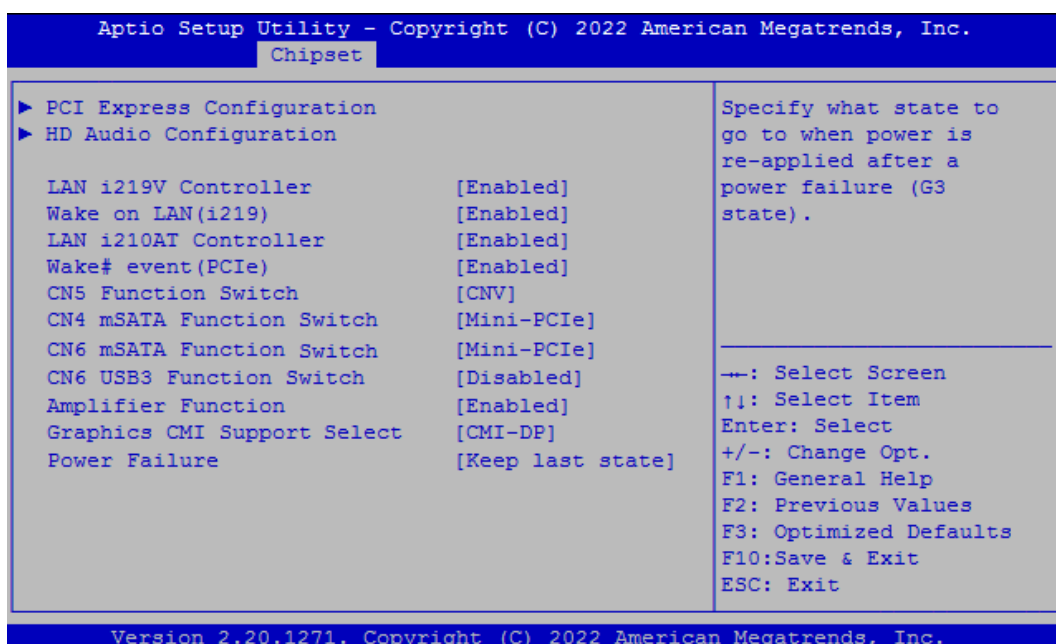 Aptio Setup Utility – Copyright (C) 2022 American Megatrends, Inc.
Chipset
► PCI Express Configuration
► HD Audio Configuration
LAN i219V Controller [Enabled]
Wake on LAN(i219) [Enabled]
LAN i210AT Controller [Enabled]
Wake# event(PCIe) [Enabled]
CN5 Function Switch [CNV]
CN4 mSATA Function Switch [Mini-PCIe]
CN6 mSATA Function Switch [Mini-PCIe]
CN6 USB3 Function Switch [Disabled]
Amplifier Function [Enabled]
Graphics CMI Support Select [CMI-DP]
Power Failure [Keep last state]
Specify what state to
go to when power is
re-applied after a
power failure (G3
state).
→←: Select Screen
↑↓: Select Item
Enter: Select
+/-: Change Opt.
F1: General Help
F2: Previous Values
F3: Optimized Defaults
F10:Save & Exit
ESC: Exit
Version 2.20.1271. Copyright (C) 2022 American Megatrends, Inc.